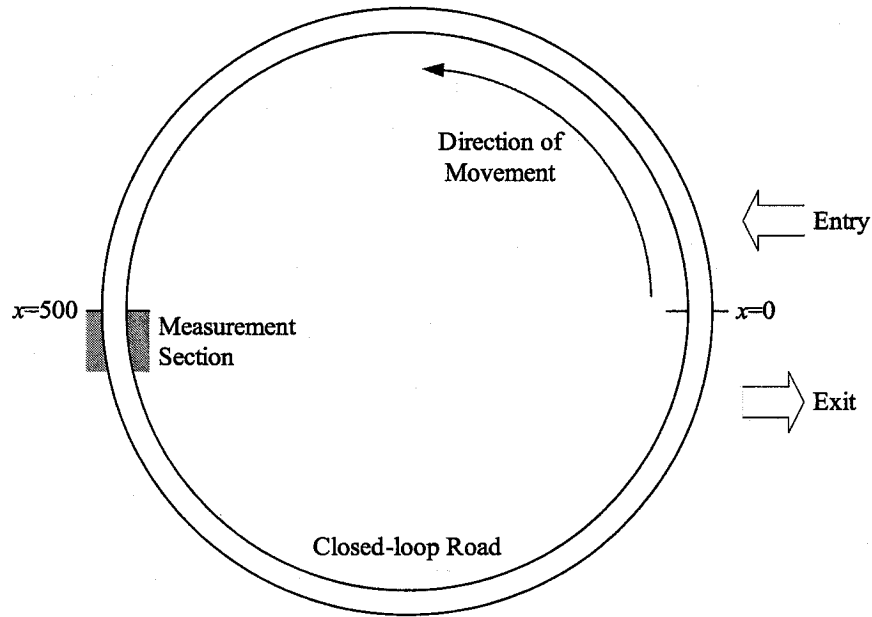 Direction of
Movement
Entry
x=500
Measurement
Section
x=0
Exit
Closed-loop Road